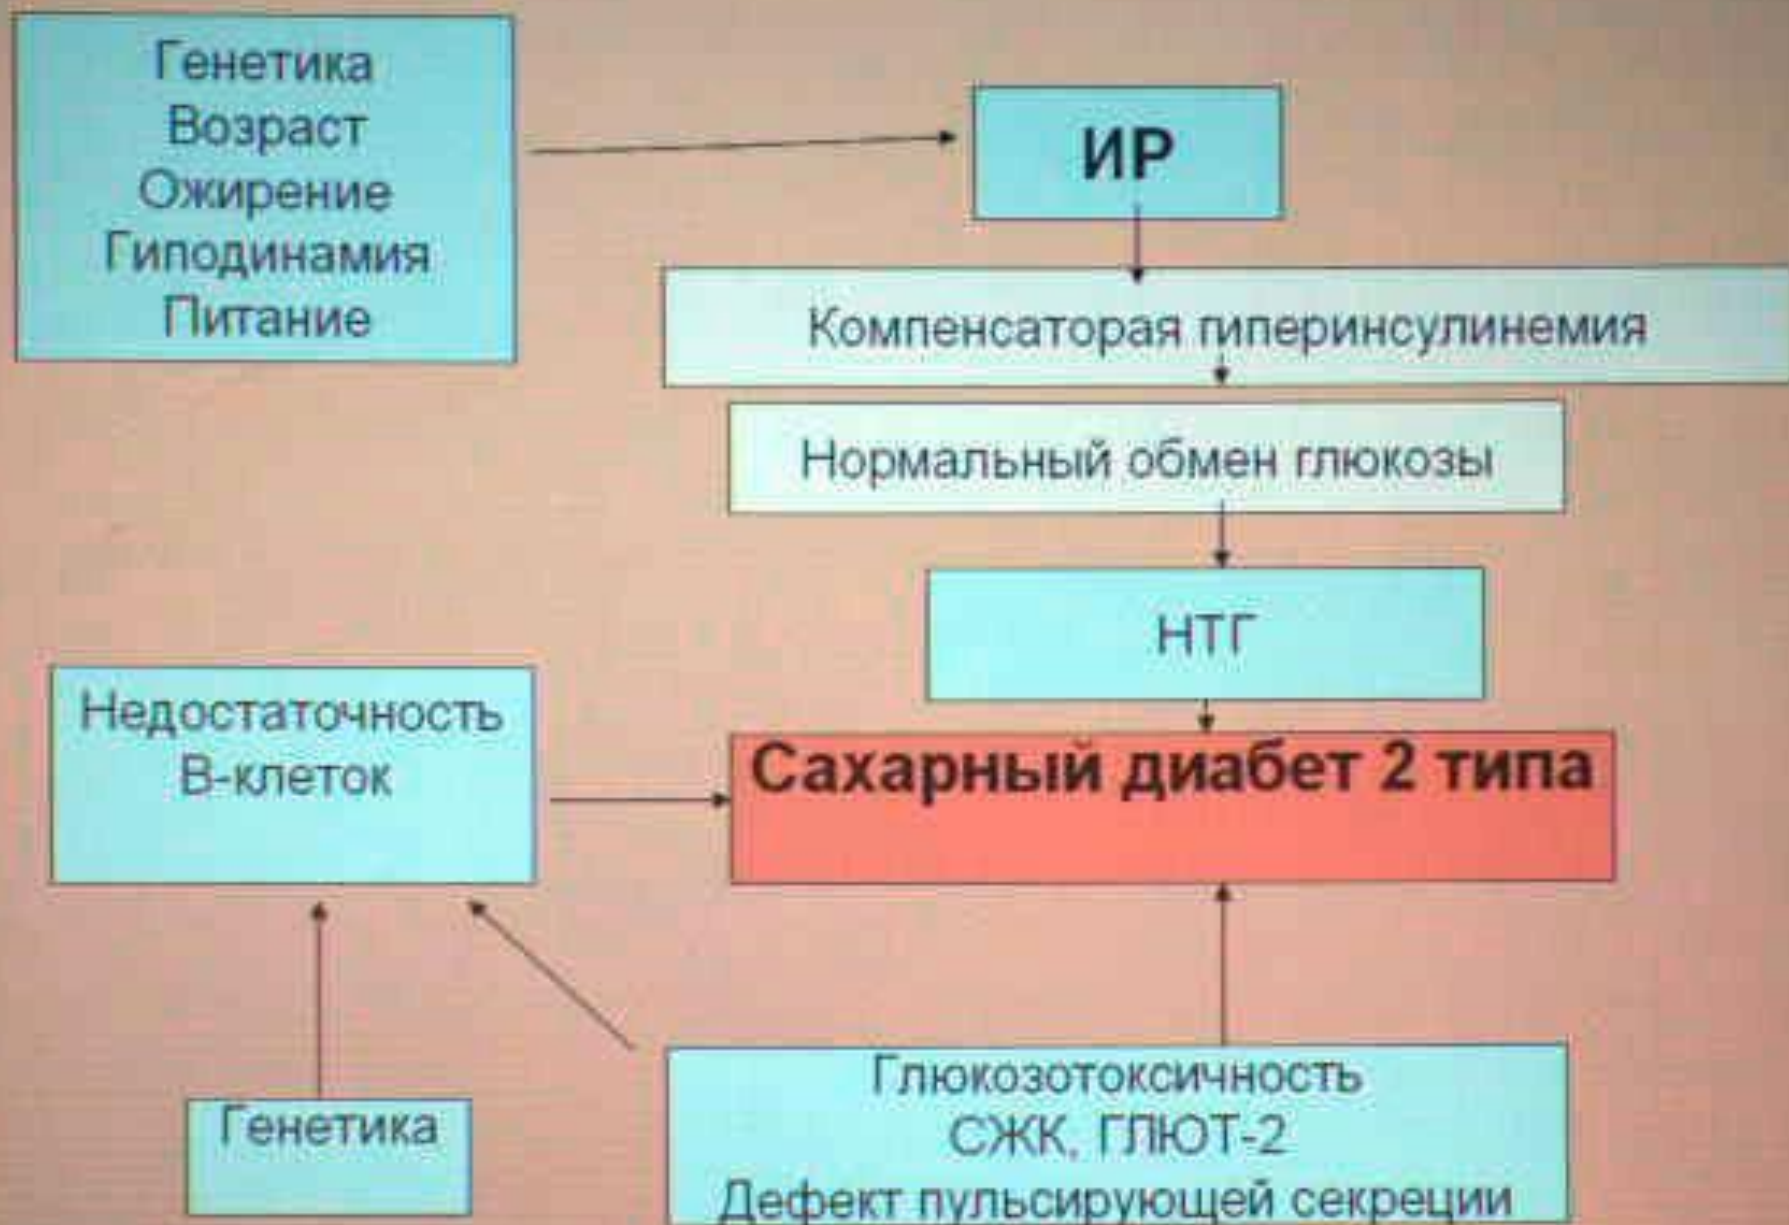 Генетика
Возраст
Ожирение
Гиподинамия
Питание
ИР
Компенсаторая гиперинсулинемия
Нормальный обмен глюкозы
НТГ
Недостаточность
В-клеток
Сахарный диабет 2 типа
Генетика
Глюкозотоксичность
СЖК, ГЛЮТ-2
Дефект пульсирующей секреции